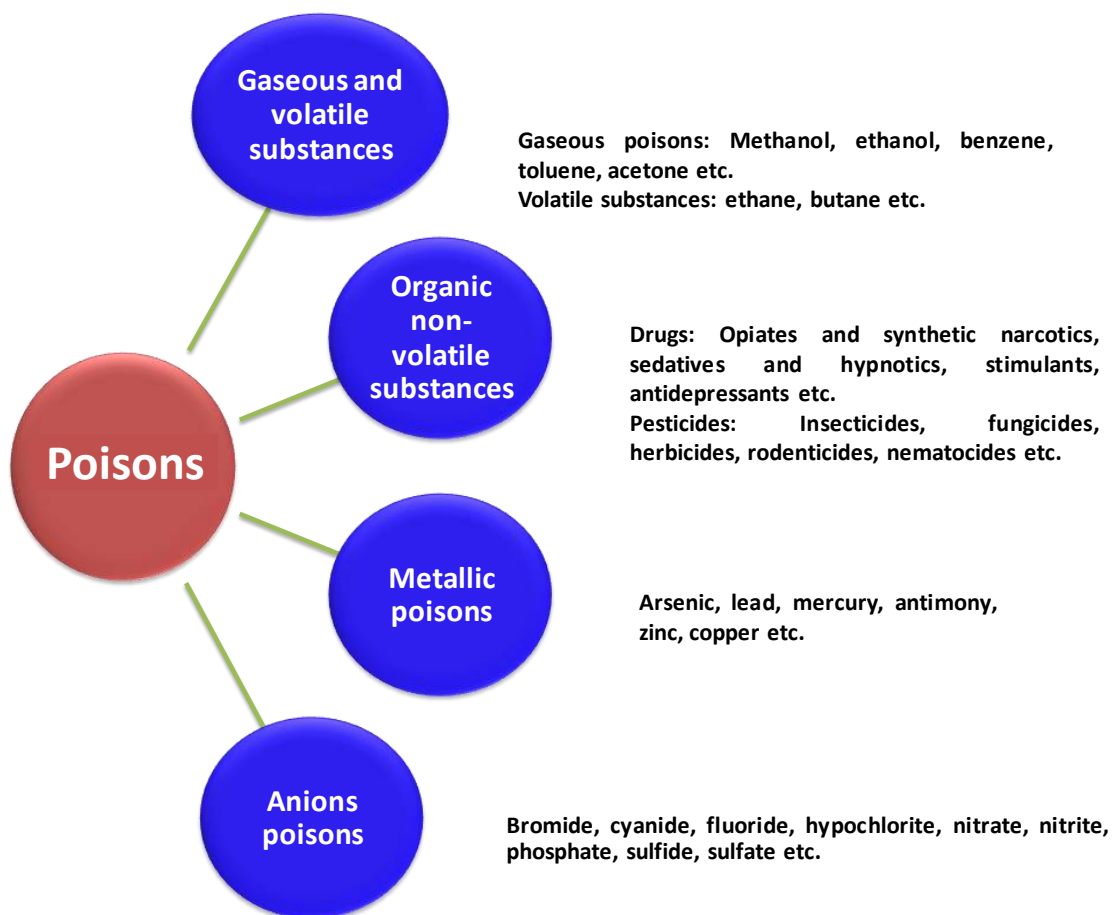 Gaseous and
volatile
substances
Gaseous poisons: Methanol, ethanol, benzene,
toluene, acetone etc.
Volatile substances: ethane, butane etc.
Organic
non-
volatile
substances
Drugs: Opiates and synthetic narcotics,
sedatives and hypnotics, stimulants,
antidepressants etc.
Pesticides: Insecticides, fungicides,
herbicides, rodenticides, nematocides etc.
Poisons
Metallic
poisons
Arsenic, lead, mercury, antimony,
zinc, copper etc.
Anions
poisons
Bromide, cyanide, fluoride, hypochlorite, nitrate, nitrite,
phosphate, sulfide, sulfate etc.